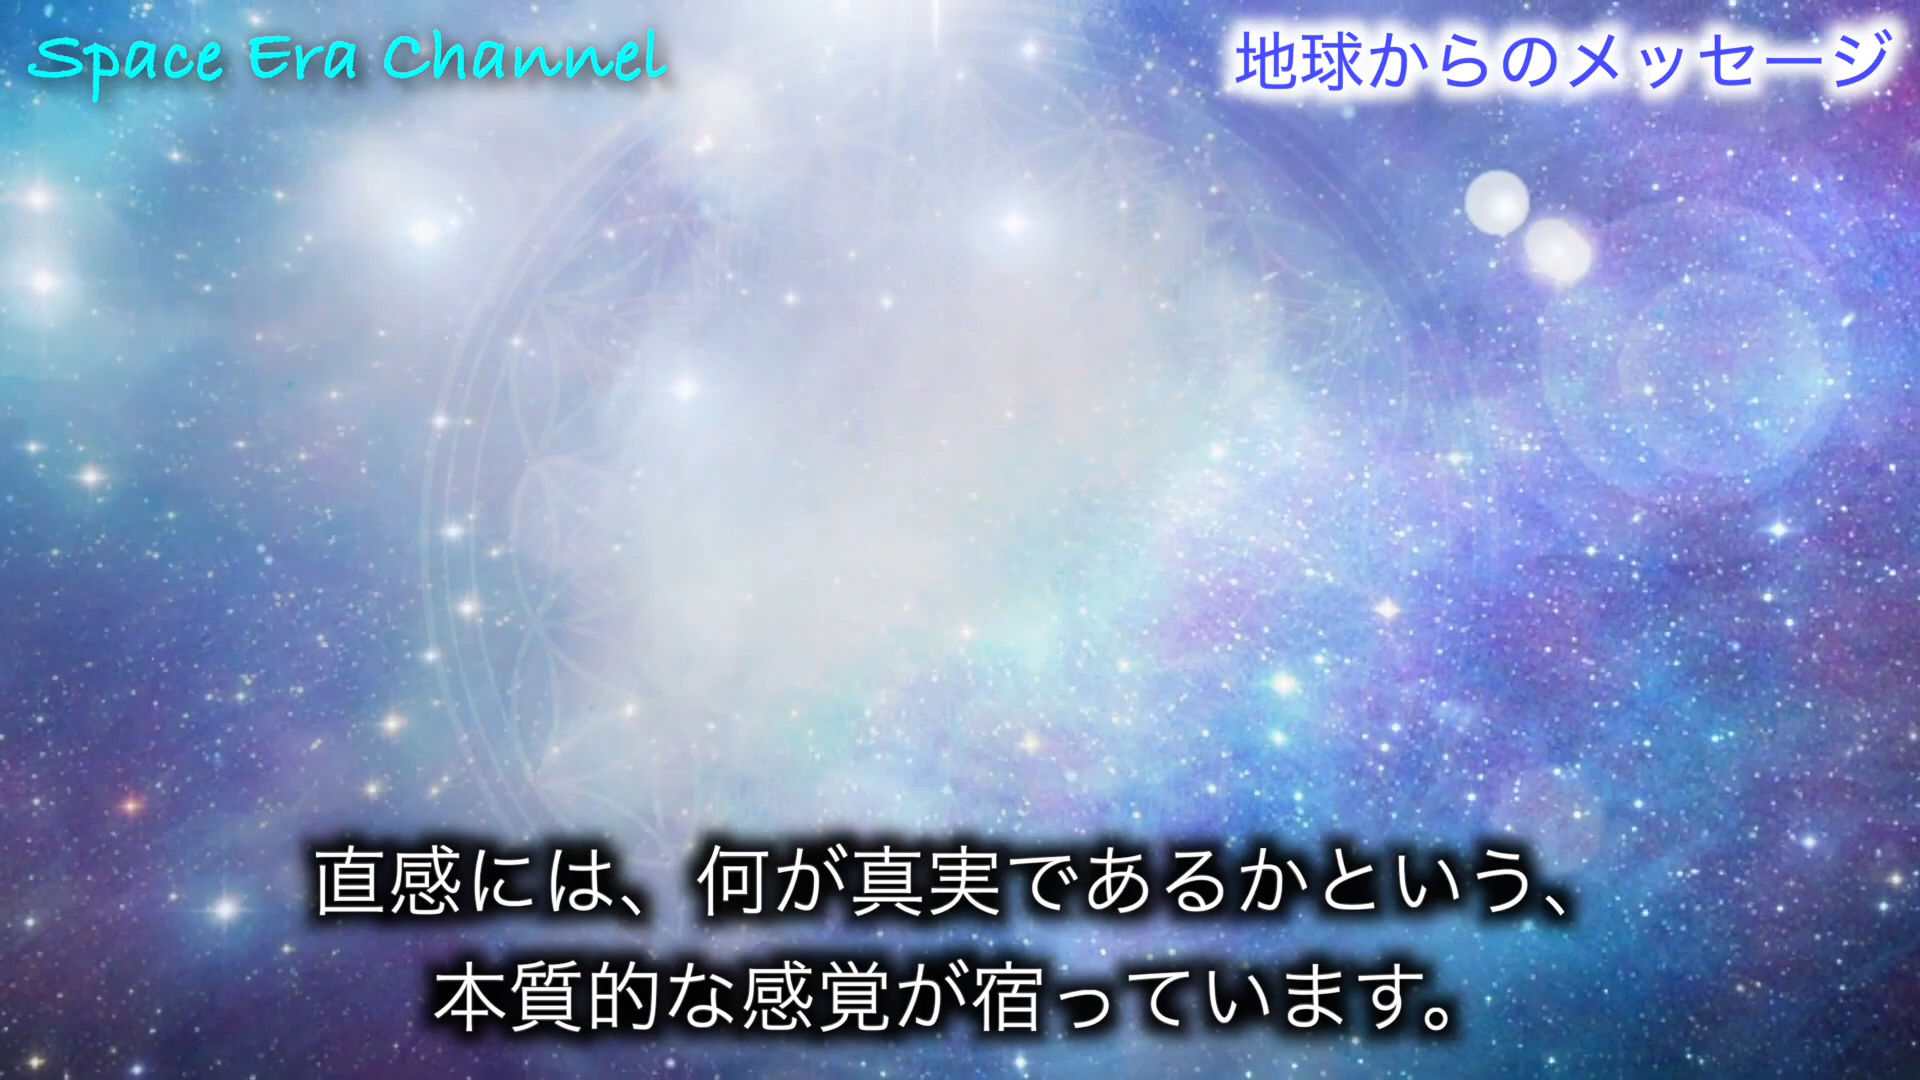 Space Era Channel
地球からのメッセージ
直感には、何が真実であるかという、
本質的な感覚が宿っています。